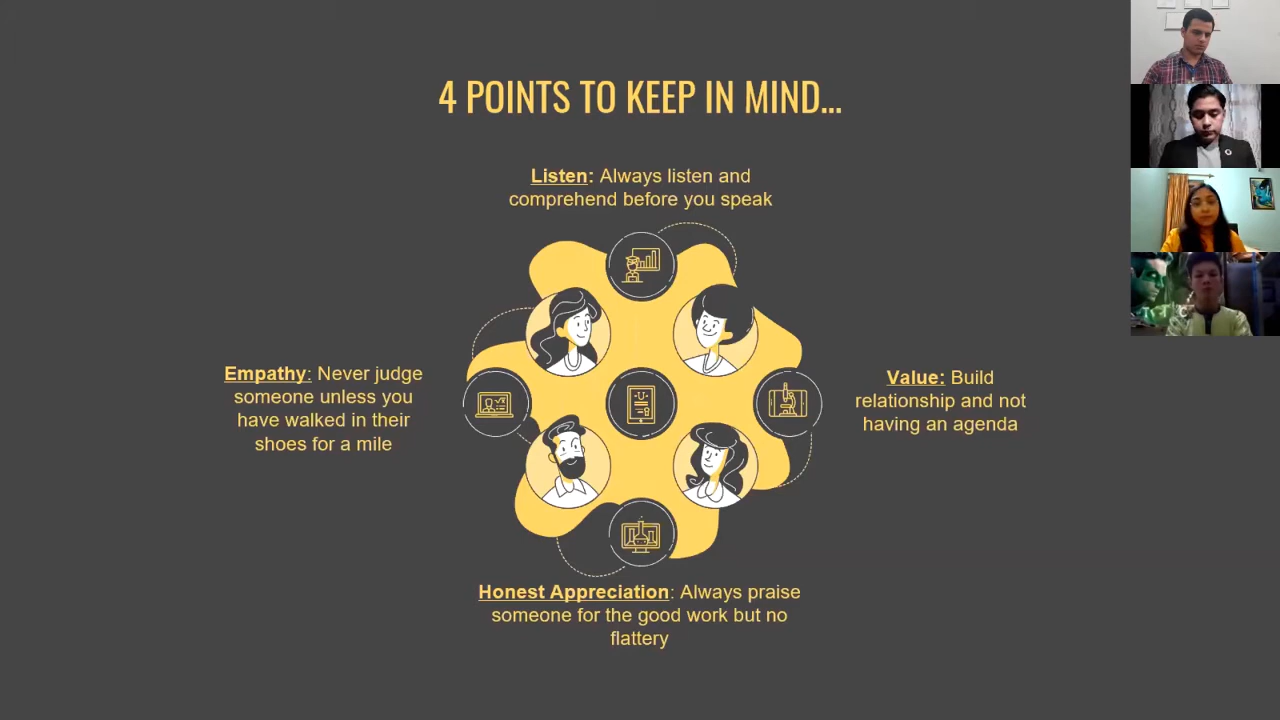 4 POINTS TO KEEP IN MIND...
Listen: Always listen and
comprehend before you speak
Empathy: Never judge
someone unless you
have walked in their
shoes for a mile
Value: Build
relationship and not
having an agenda
Honest Appreciation: Always praise
someone for the good work but no
flattery